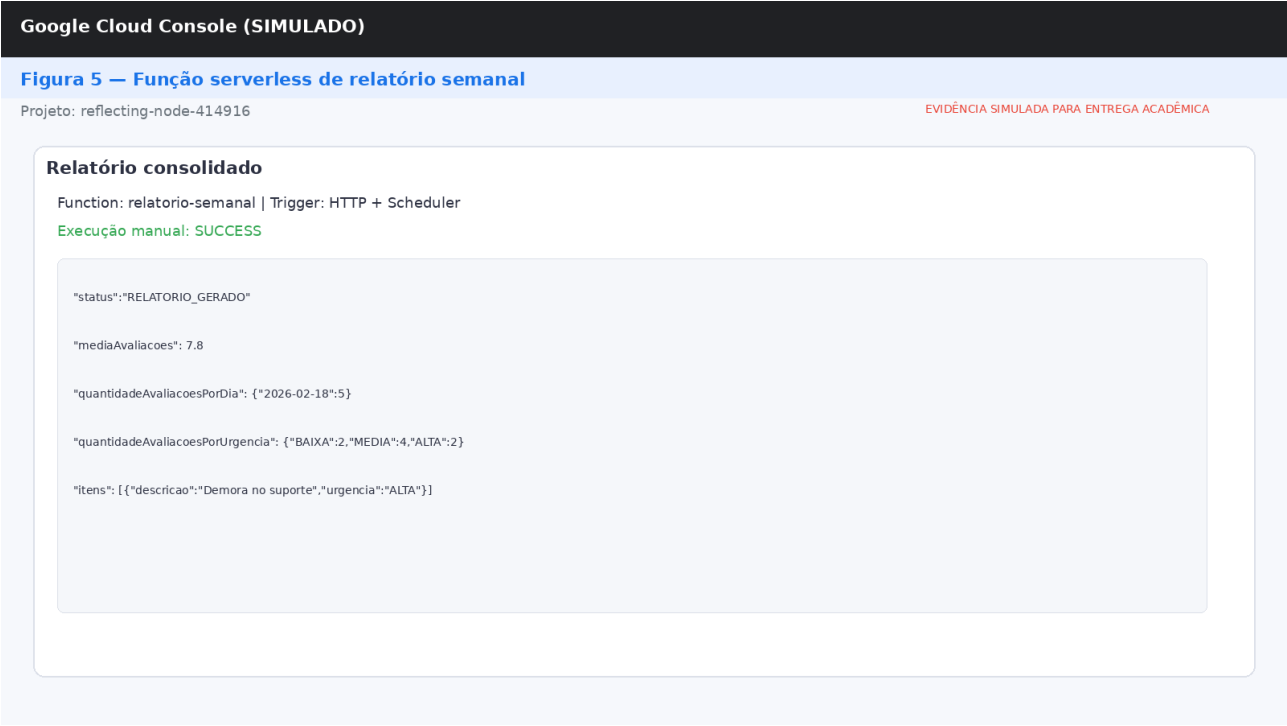 Google Cloud Console (SIMULADO)
Figura 5 — Função serverless de relatório semanal
Projeto: reflecting-node-414916
EVIDÊNCIA SIMULADA PARA ENTREGA ACADÊMICA
Relatório consolidado
Function: relatorio-semanal | Trigger: HTTP + Scheduler
Execução manual: SUCCESS
"status":"RELATORIO_GERADO"
"mediaAvaliacoes": 7.8
"quantidadeAvaliacoesPorDia": {"2026-02-18":5}
"quantidadeAvaliacoesPorUrgencia": {"BAIXA":2,"MEDIA":4,"ALTA":2}
"itens": [{"descricao":"Demora no suporte","urgencia":"ALTA"}]